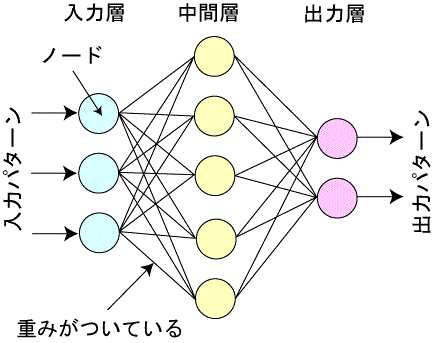 入力層
中間層
出力層
ノード
入力パターン
出力パターン
重みがついている